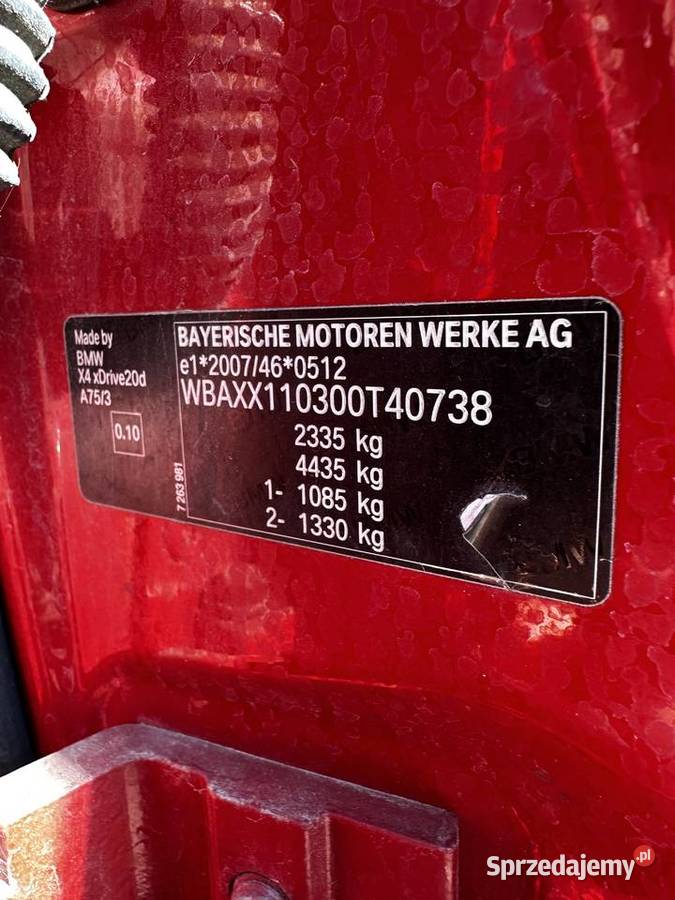 Made by
BMW
X4 xDrive20d
A75/3
0.10
7 263 981
BAYERISCHE MOTOREN WERKE AG
e1*2007/46*0512
WBAXX110300T40738
2335 kg
4435 kg
1- 1085 kg
2- 1330 kg
Sprzedajemy.pl